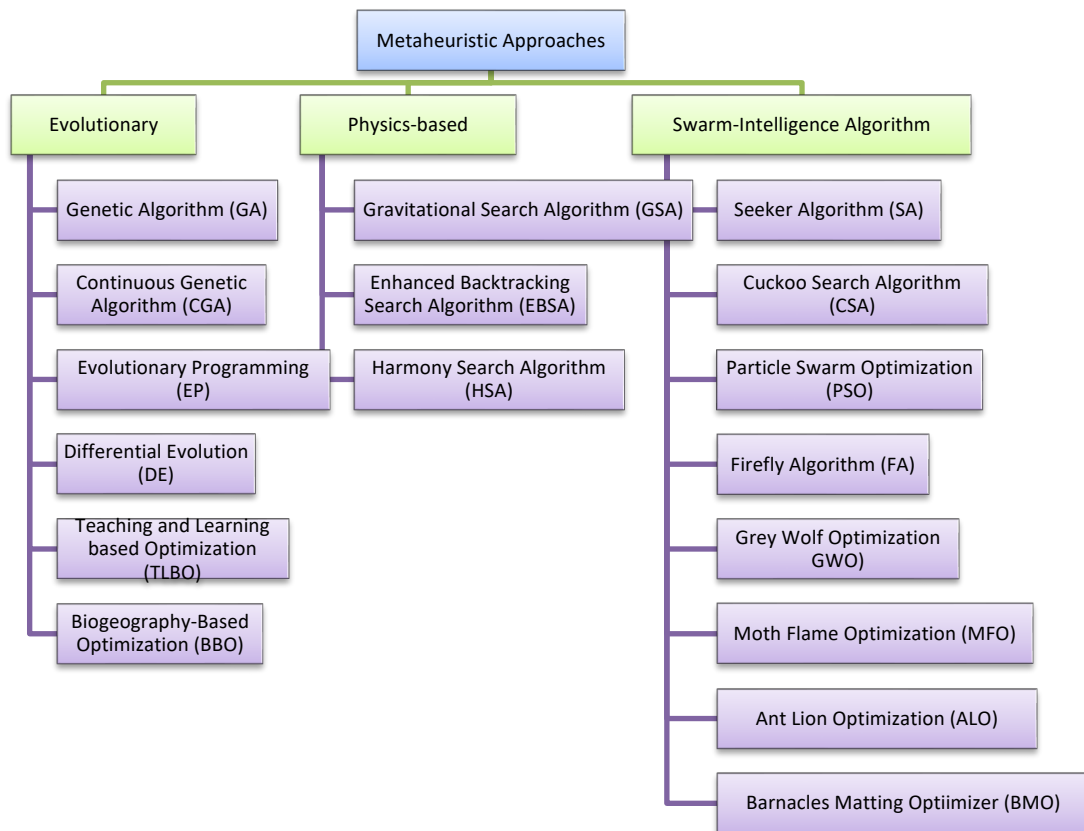 Metaheuristic Approaches
Evolutionary
Physics-based
Swarm-Intelligence Algorithm
Genetic Algorithm (GA)
Continuous Genetic
Algorithm (CGA)
Evolutionary Programming
(EP)
Differential Evolution
(DE)
Teaching and Learning
based Optimization
(TLBO)
Biogeography-Based
Optimization (BBO)
Gravitational Search Algorithm (GSA)
Enhanced Backtracking
Search Algorithm (EBSA)
Harmony Search Algorithm
(HSA)
Seeker Algorithm (SA)
Cuckoo Search Algorithm
(CSA)
Particle Swarm Optimization
(PSO)
Firefly Algorithm (FA)
Grey Wolf Optimization
GWO)
Moth Flame Optimization (MFO)
Ant Lion Optimization (ALO)
Barnacles Matting Optiimizer (BMO)